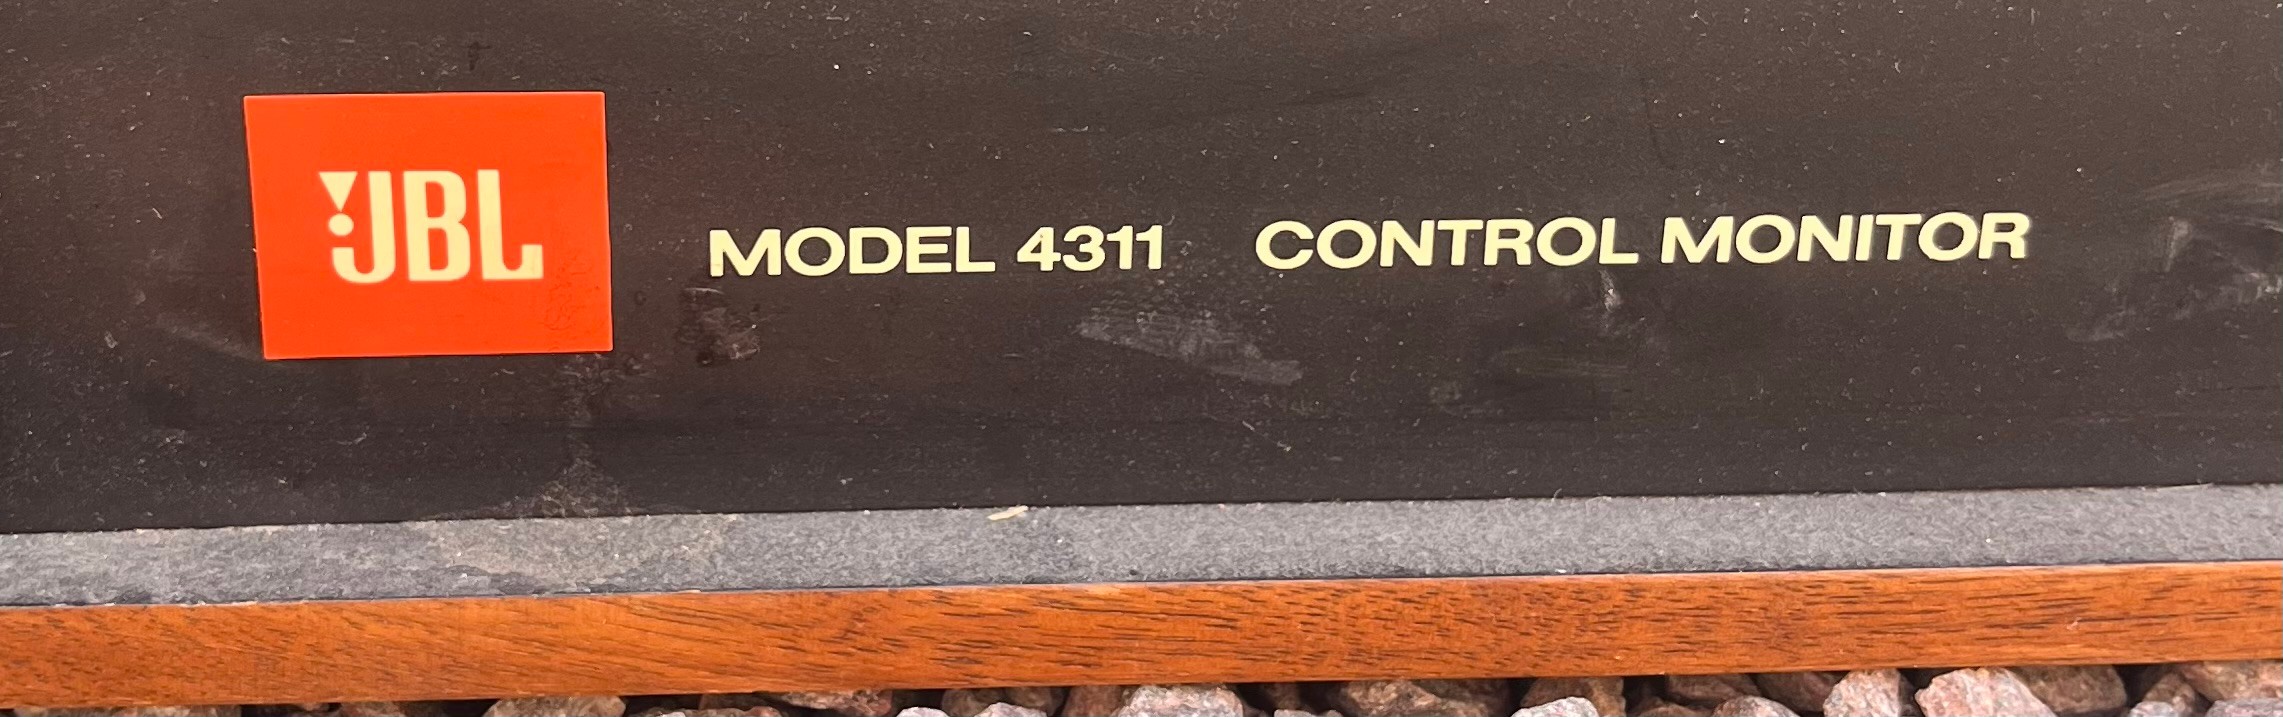 JBL MODEL 4311 CONTROL MONITOR